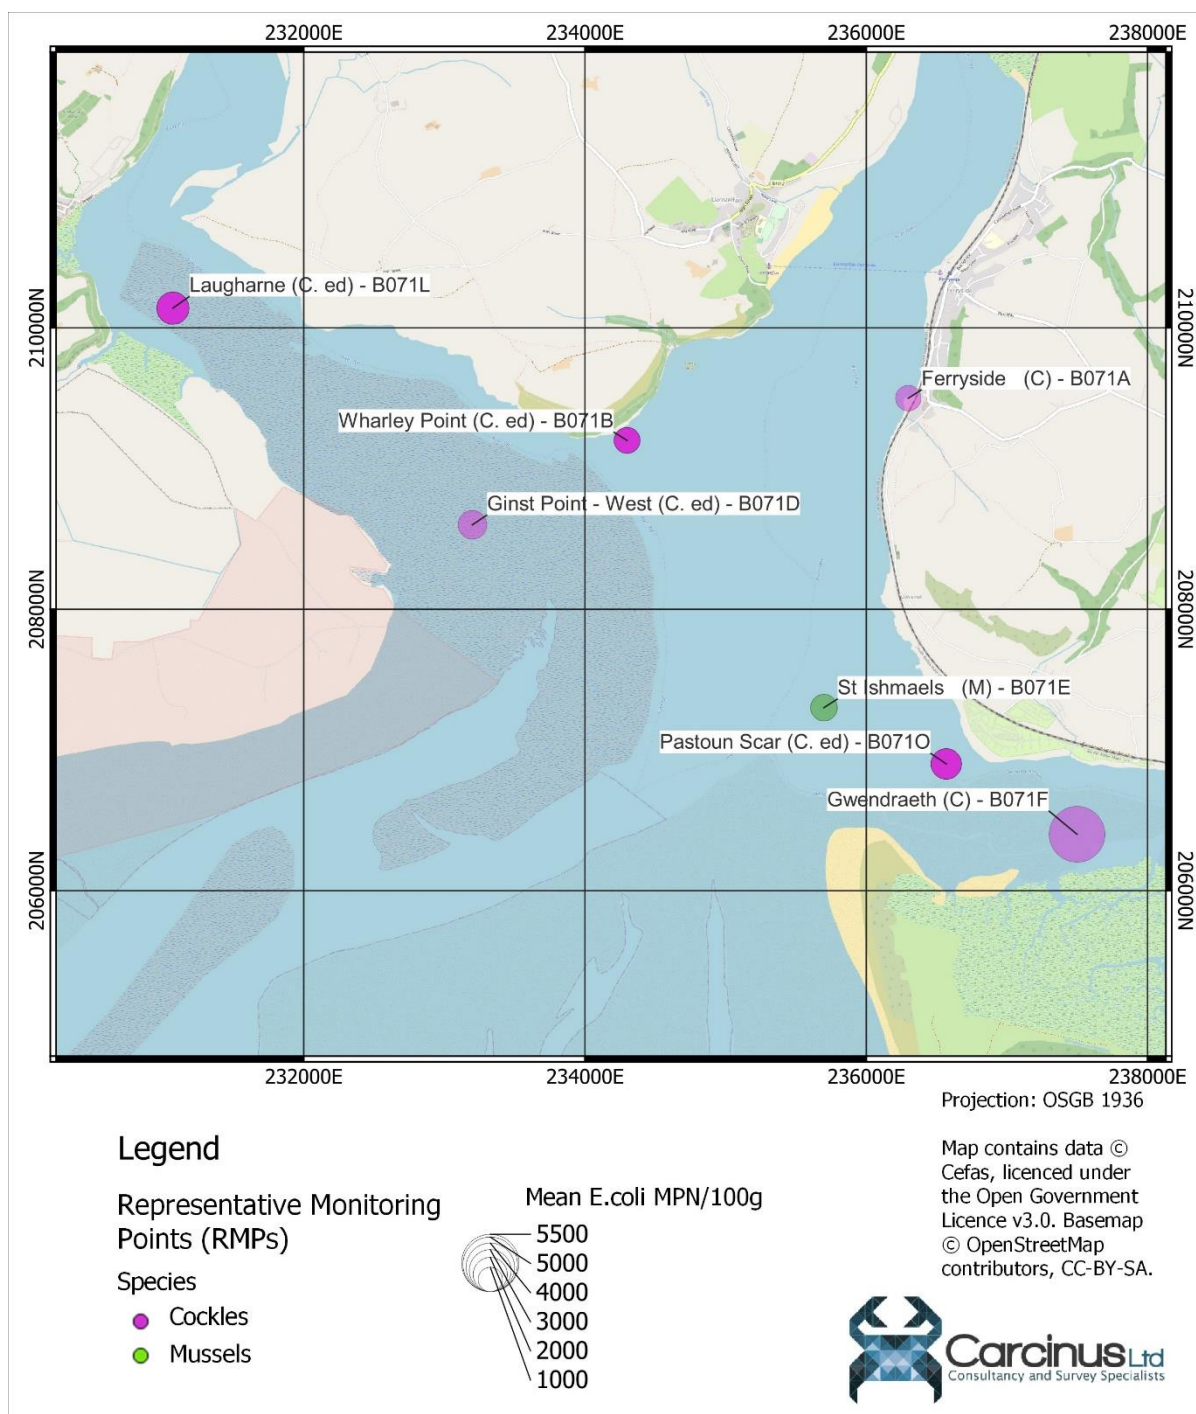 232000E 234000E 236000E 238000E
210000N
210000N
Laugharne (C. ed) - B071L
Ferryside (C) - B071A
Wharley Point (C. ed) - B071B
Ginst Point - West (C. ed) - B071D
208000N
208000N
St Ishmaels (M) - B071E
Pastoun Scar (C. ed) - B071O
Gwendraeth (C) - B071F
206000N
206000N
232000E 234000E 236000E 238000E
Projection: OSGB 1936
Map contains data ©
Cefas, licenced under
the Open Government
Licence v3.0. Basemap
© OpenStreetMap
contributors, CC-BY-SA.
Legend
Representative Monitoring
Points (RMPs)
Species
Cockles
Mussels
Mean E.coli MPN/100g
5500
5000
4000
3000
2000
1000
Carcinus Ltd
Consultancy and Survey Specialists